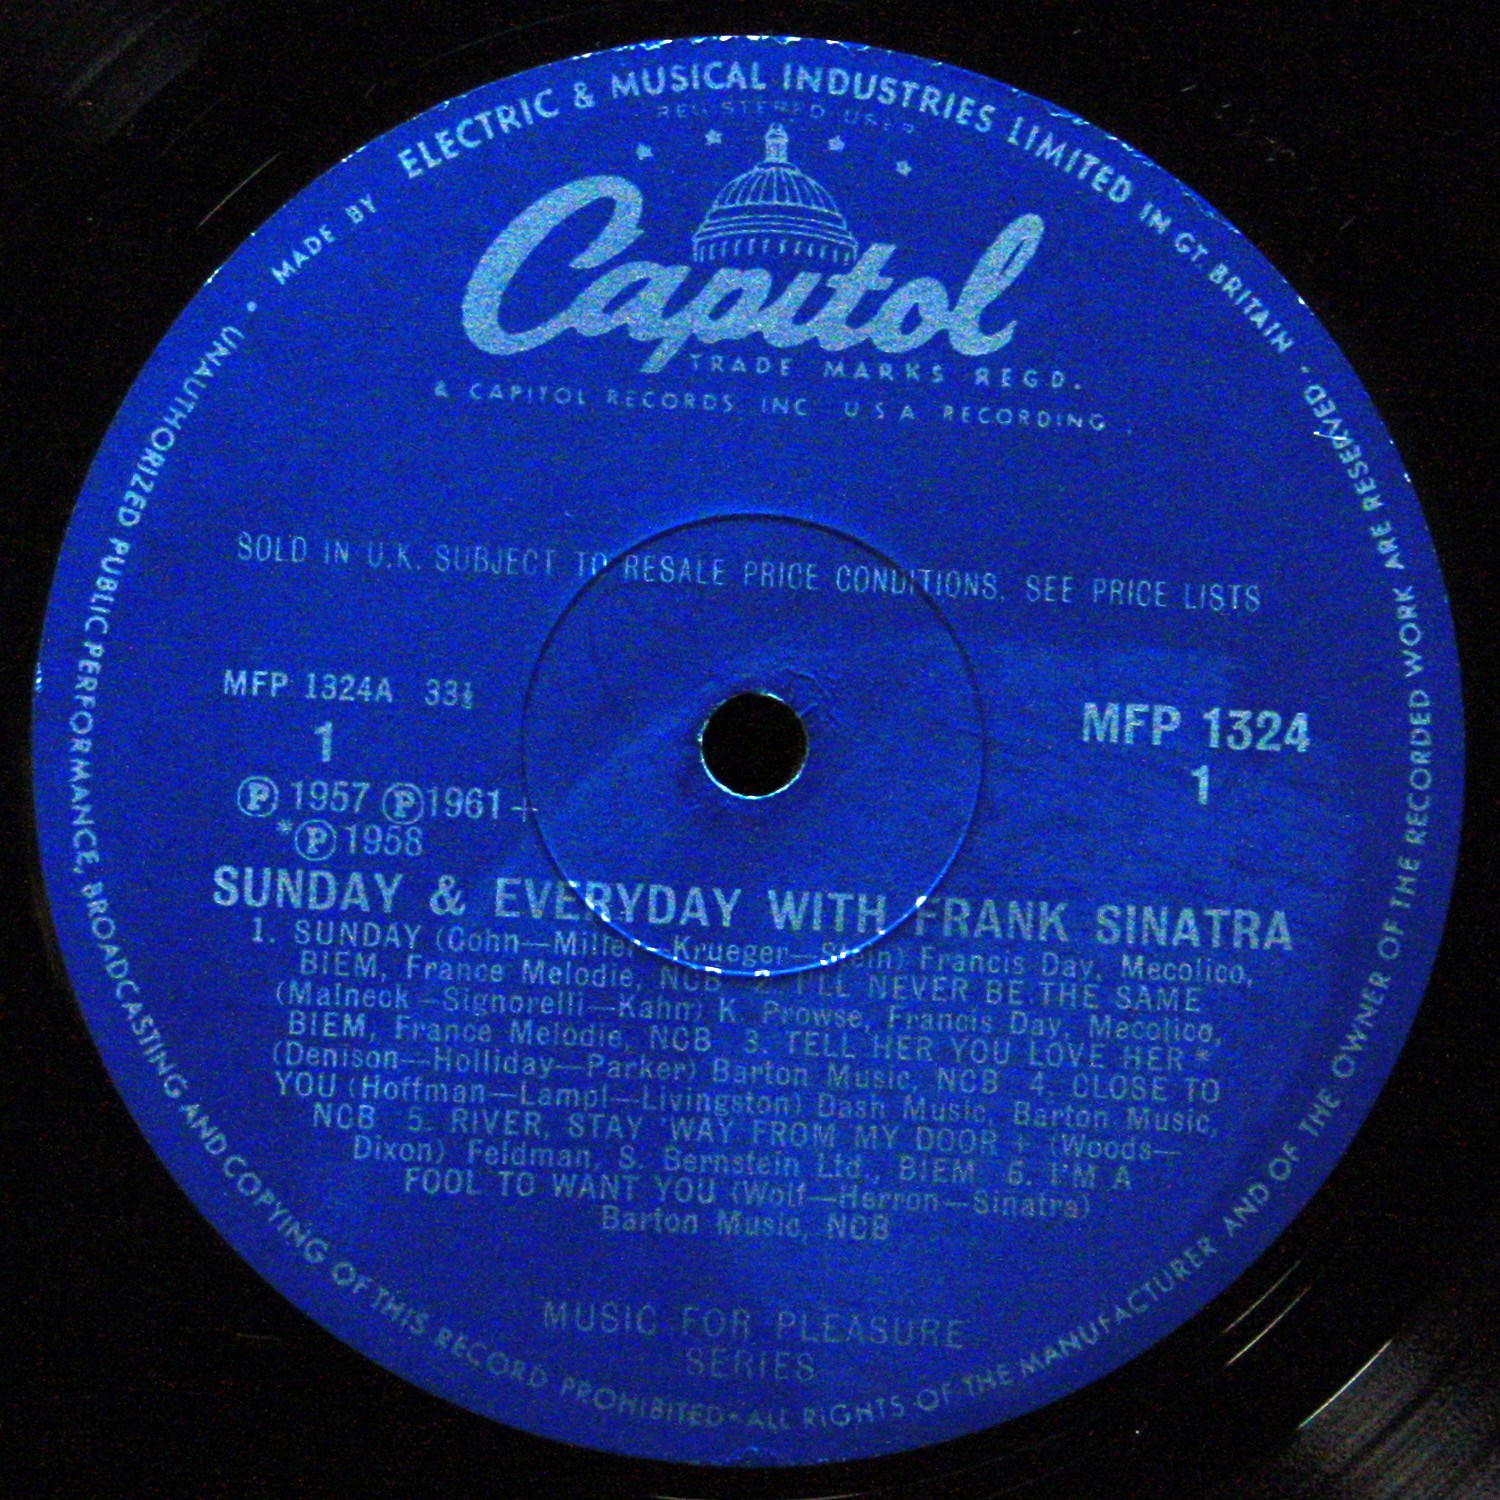 MADE BY ELECTRIC & MUSICAL INDUSTRIES LIMITED IN GT. BRITAIN •
REGISTERED USER
Capitol
TRADE MARKS REGD.
& CAPITOL RECORDS INC U S A RECORDING .
SOLD IN U.K. SUBJECT TO RESALE PRICE CONDITIONS. SEE PRICE LISTS
MFP 1324A 33⅓
1
MFP 1324
1
Ⓟ 1957 Ⓟ1961+
*Ⓟ1958
SUNDAY & EVERYDAY WITH FRANK SINATRA
1. SUNDAY (Cohn—Miller—Krueger—Stein) Francis Day, Mecolico,
BIEM, France Melodie, NCB 2. I'LL NEVER BE THE SAME
(Malneck—Signorelli—Kahn) K. Prowse, Francis Day, Mecolico,
BIEM, France Melodie, NCB 3. TELL HER YOU LOVE HER *
(Denison—Holliday—Parker) Barton Music, NCB 4. CLOSE TO
YOU (Hoffman—Lampl—Livingston) Dash Music, Barton Music,
NCB 5. RIVER, STAY 'WAY FROM MY DOOR + (Woods—
Dixon) Feldman, S. Bernstein Ltd., BIEM 6. I'M A
FOOL TO WANT YOU (Wolf—Herron—Sinatra)
Barton Music, NCB
MUSIC FOR PLEASURE
SERIES
ALL RIGHTS OF THE MANUFACTURER AND OF THE OWNER OF THE RECORDED WORK ARE RESERVED •
UNAUTHORIZED PUBLIC PERFORMANCE, BROADCASTING AND COPYING OF THIS RECORD PROHIBITED •